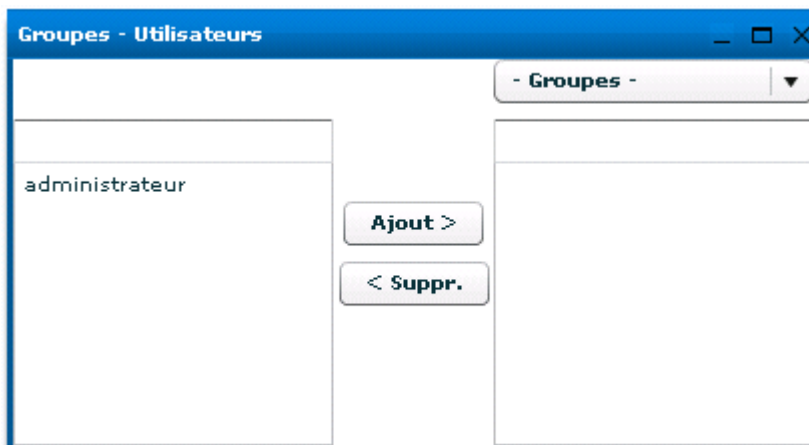 Groupes - Utilisateurs
- Groupes -
administrateur
Ajout >
< Suppr.